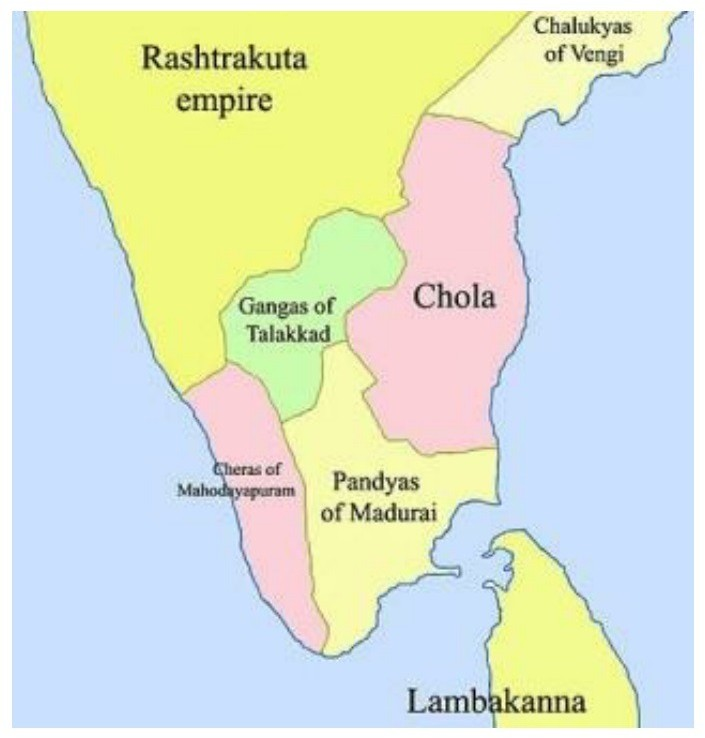 Chalukyas
of Vengi
Rashtrakuta
empire
Gangas of
Talakkad
Chola
Cheras of
Mahodayapuram
Pandyas
of Madurai
Lambakanna